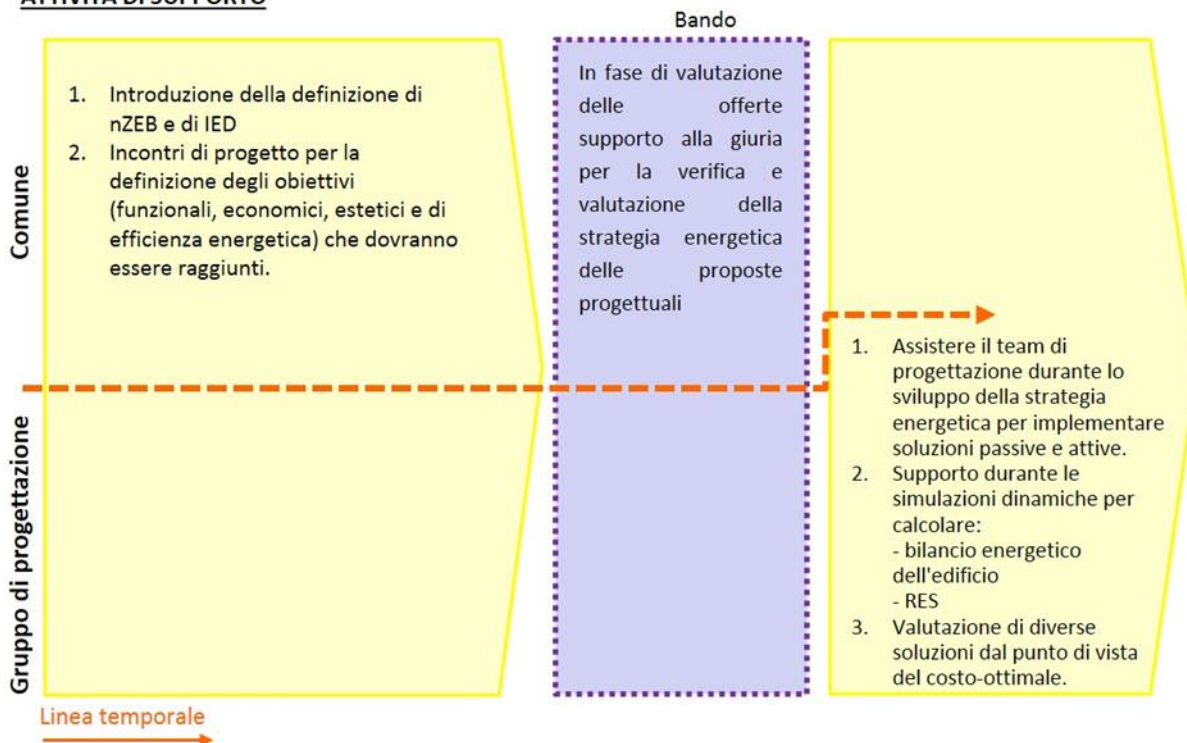 ATTIVITÀ DI SUPPORTO
Bando
Comune
1. Introduzione della definizione di
nZEB e di IED
2. Incontri di progetto per la
definizione degli obiettivi
(funzionali, economici, estetici e di
efficienza energetica) che dovranno
essere raggiunti.
In fase di valutazione
delle offerte
supporto alla giuria
per la verifica e
valutazione della
strategia energetica
delle proposte
progettuali
Gruppo di progettazione
1. Assistere il team di
progettazione durante lo
sviluppo della strategia
energetica per implementare
soluzioni passive e attive.
2. Supporto durante le
simulazioni dinamiche per
calcolare:
- bilancio energetico
dell'edificio
- RES
3. Valutazione di diverse
soluzioni dal punto di vista
del costo-ottimale.
Linea temporale